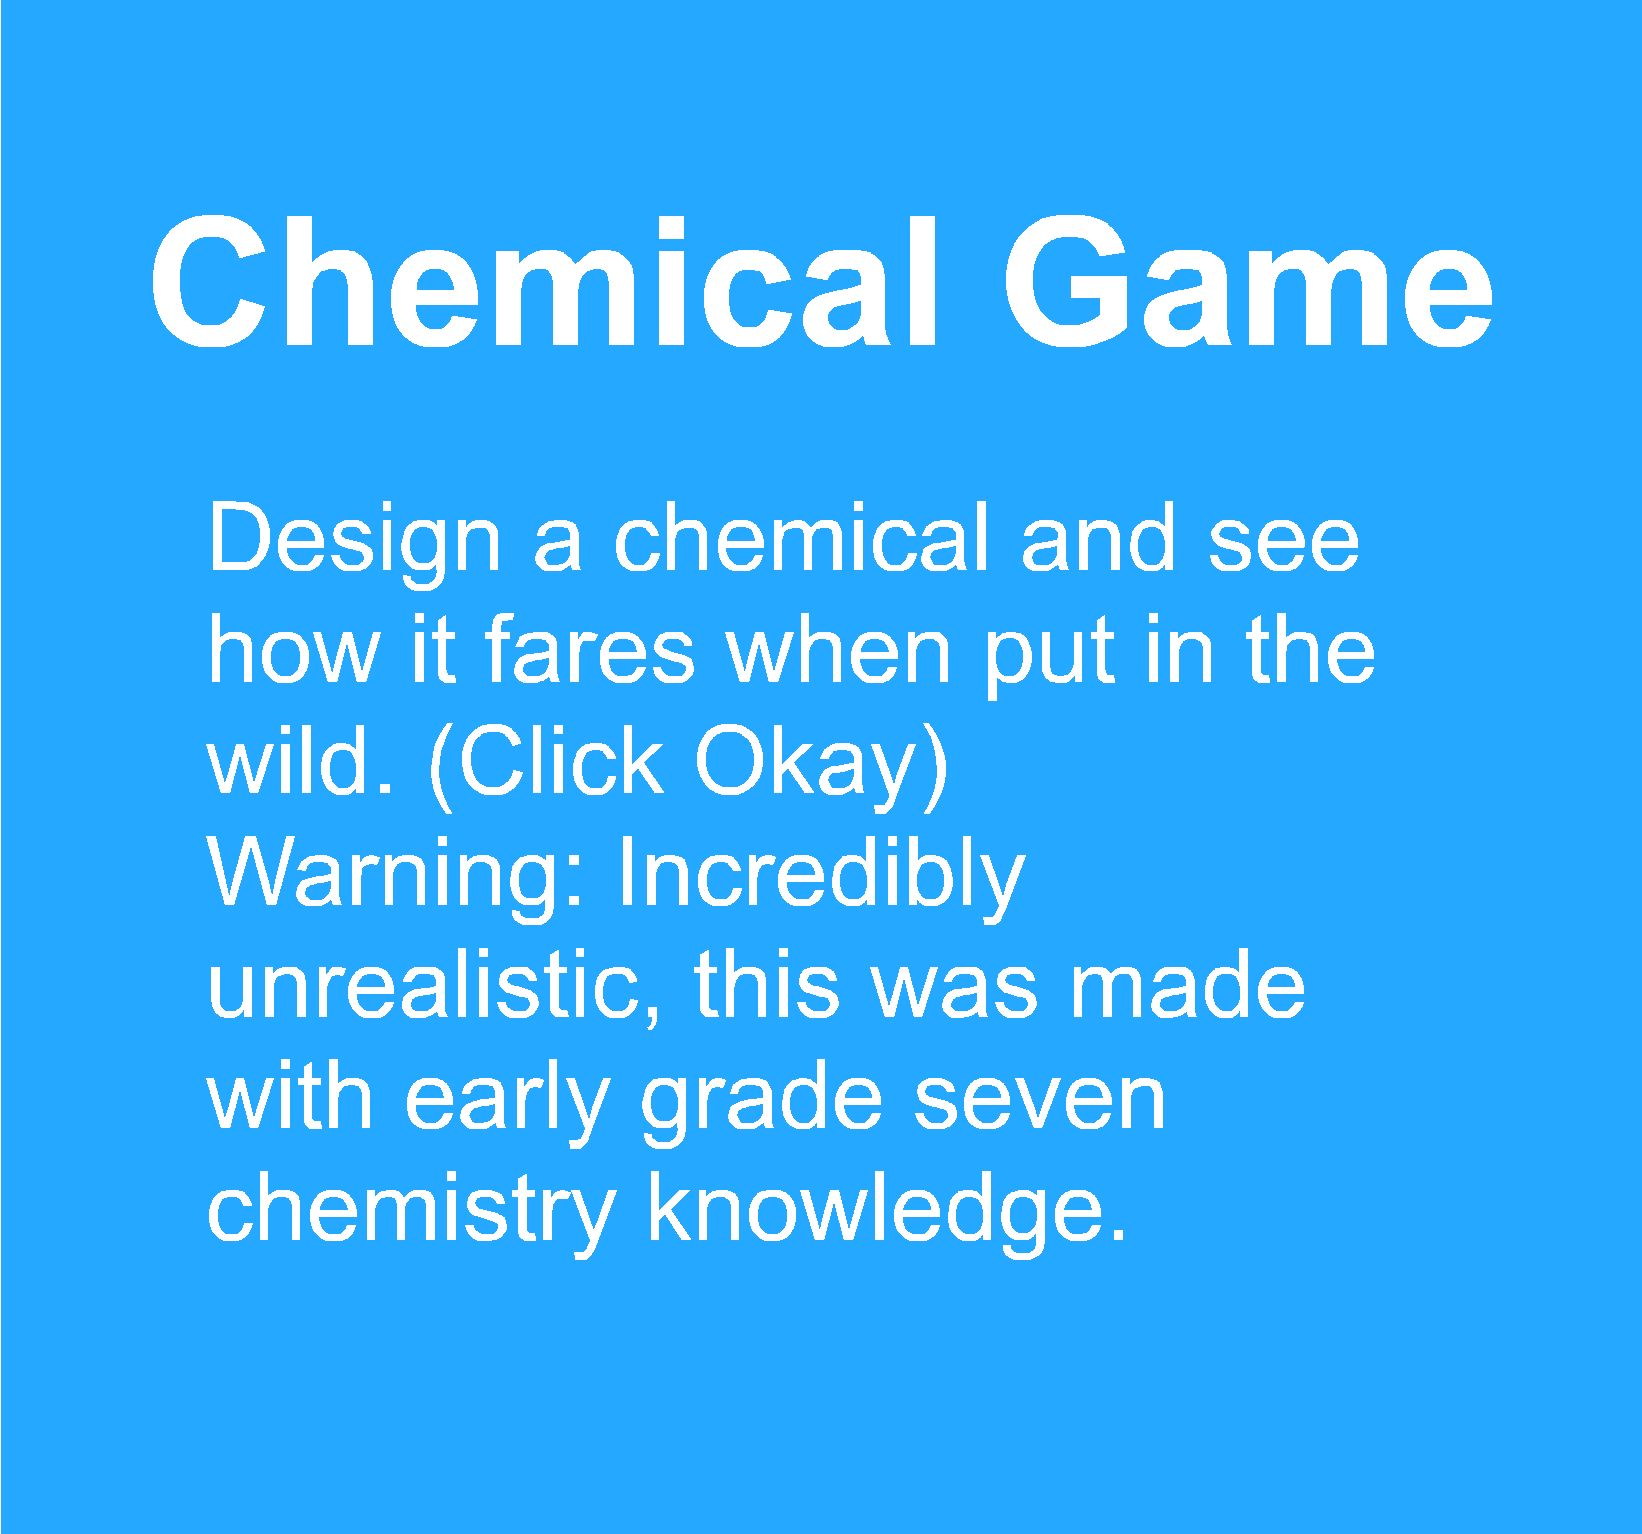 Chemical Game
Design a chemical and see
how it fares when put in the
wild. (Click Okay)
Warning: Incredibly
unrealistic, this was made
with early grade seven
chemistry knowledge.